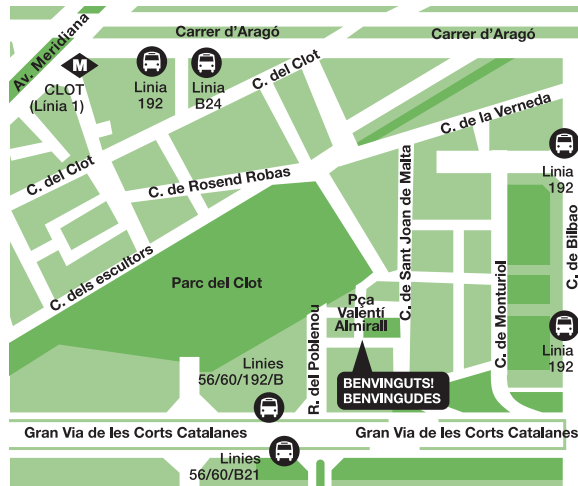 Av. Meridiana
Carrer d'Aragó
Carrer d'Aragó
M
CLOT
(Línia 1)
Linia
192
Linia
B24
C. del Clot
C. de la Verneda
C. del Clot
C. de Rosend Robas
Linia
192
C. dels escultors
Parc del Clot
C. de Sant Joan de Malta
C. de Monturiol
C. de Bilbao
Pça
Valentí
Almirall
R. del Poblenou
Linia
192
Linies
56/60/192/B
BENVINGUTS!
BENVINGUDES
Gran Via de les Corts Catalanes
Gran Via de les Corts Catalanes
Linies
56/60/B21